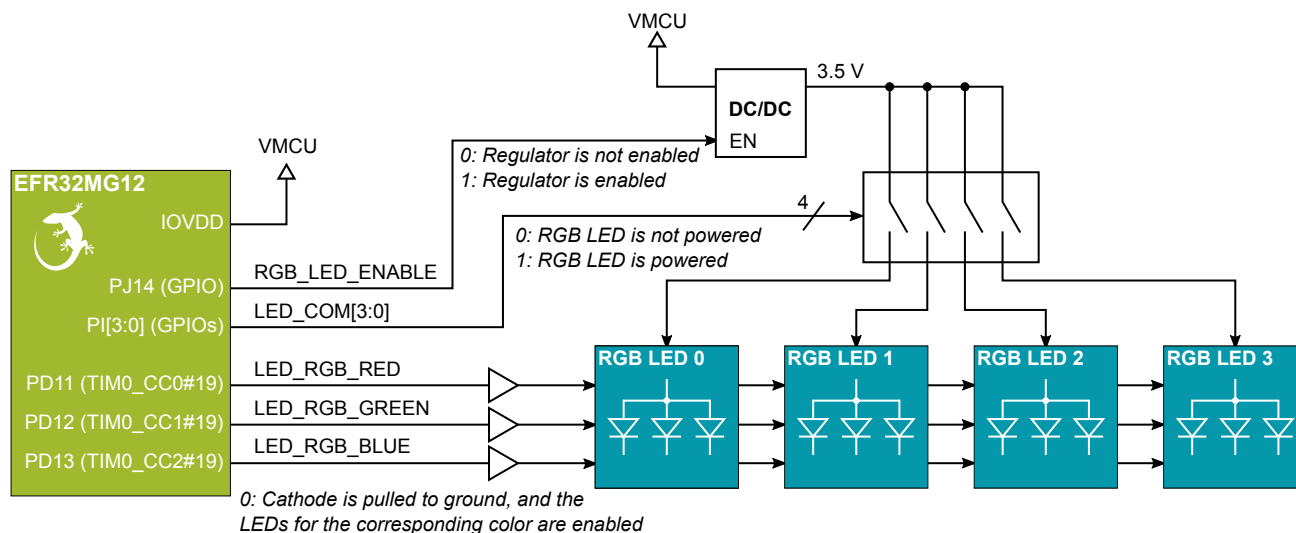 VMCU
3.5 V
DC/DC
EN
VMCU
0: Regulator is not enabled
1: Regulator is enabled
EFR32MG12
IOVDD
4
0: RGB LED is not powered
1: RGB LED is powered
RGB_LED_ENABLE
PJ14 (GPIO)
LED_COM[3:0]
PI[3:0] (GPIOs)
RGB LED 0
RGB LED 1
RGB LED 2
RGB LED 3
LED_RGB_RED
PD11 (TIM0_CC0#19)
LED_RGB_GREEN
PD12 (TIM0_CC1#19)
LED_RGB_BLUE
PD13 (TIM0_CC2#19)
0: Cathode is pulled to ground, and the
LEDs for the corresponding color are enabled